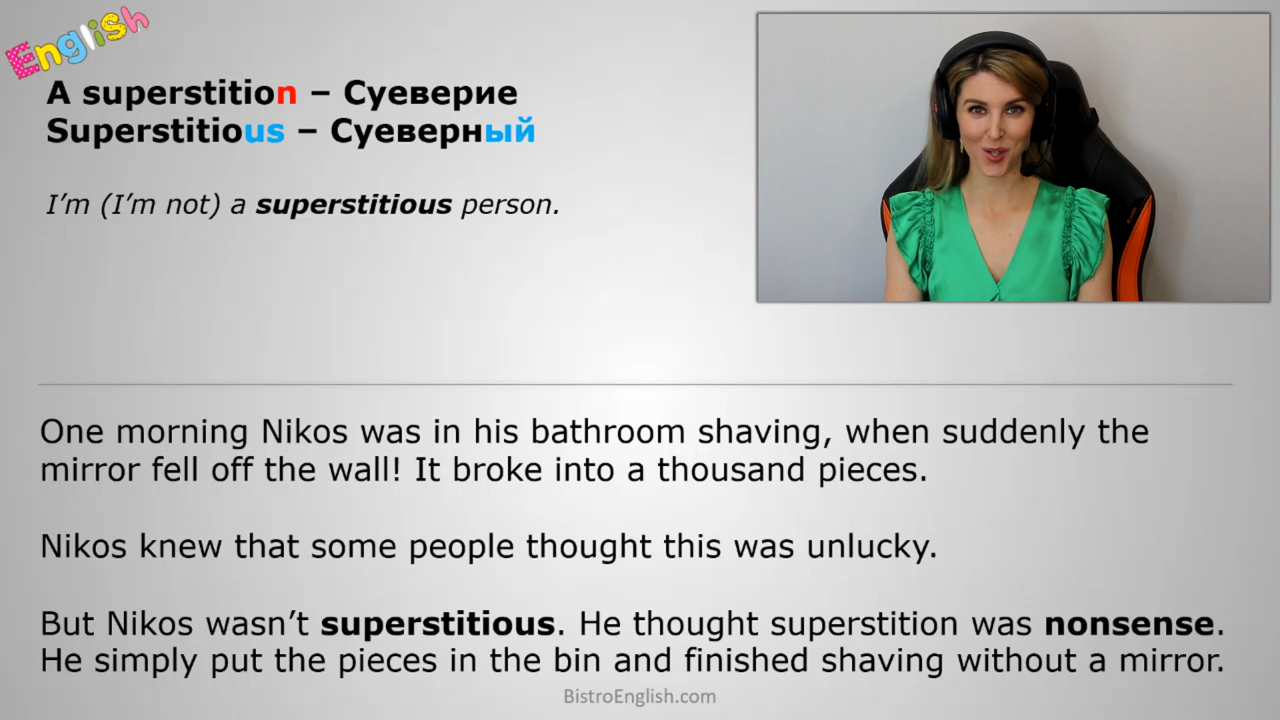 English
A superstition – Суеверие
Superstitious – Суеверный
I’m (I’m not) a superstitious person.
One morning Nikos was in his bathroom shaving, when suddenly the
mirror fell off the wall! It broke into a thousand pieces.
Nikos knew that some people thought this was unlucky.
But Nikos wasn’t superstitious. He thought superstition was nonsense.
He simply put the pieces in the bin and finished shaving without a mirror.
BistroEnglish.com